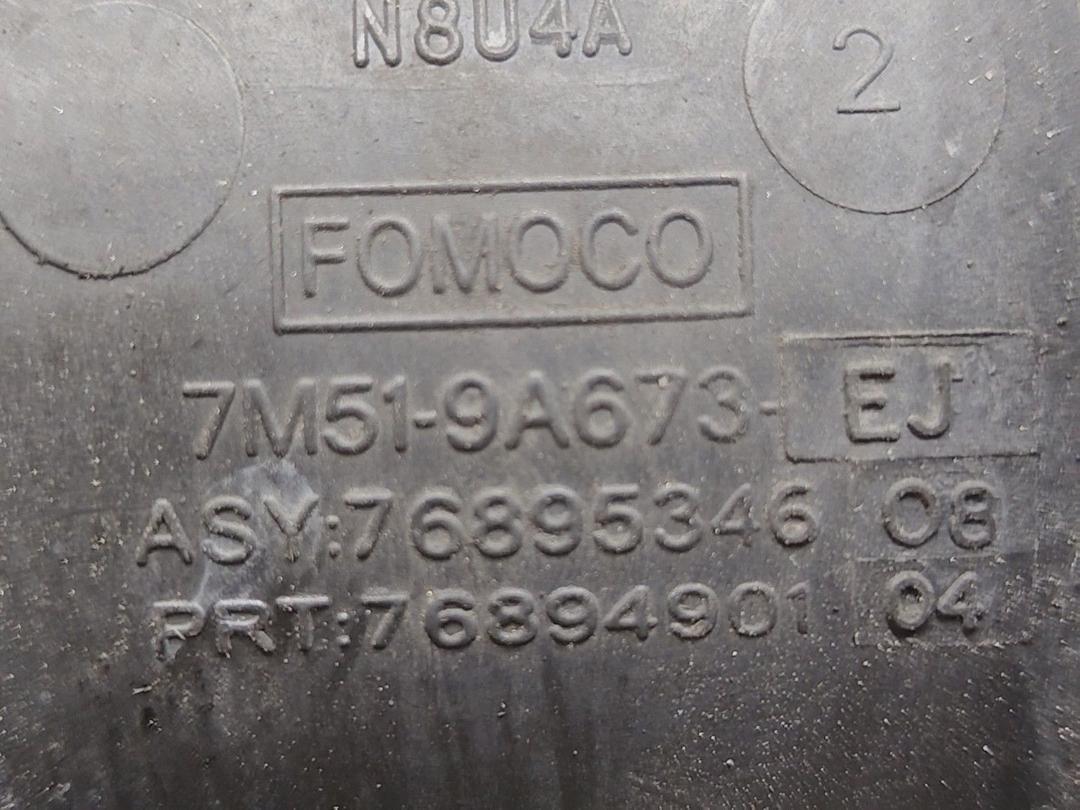 N8U4A
2
FOMOCO
7M51-9A673-EJ
ASY:76895346 08
PRT:76894901 04